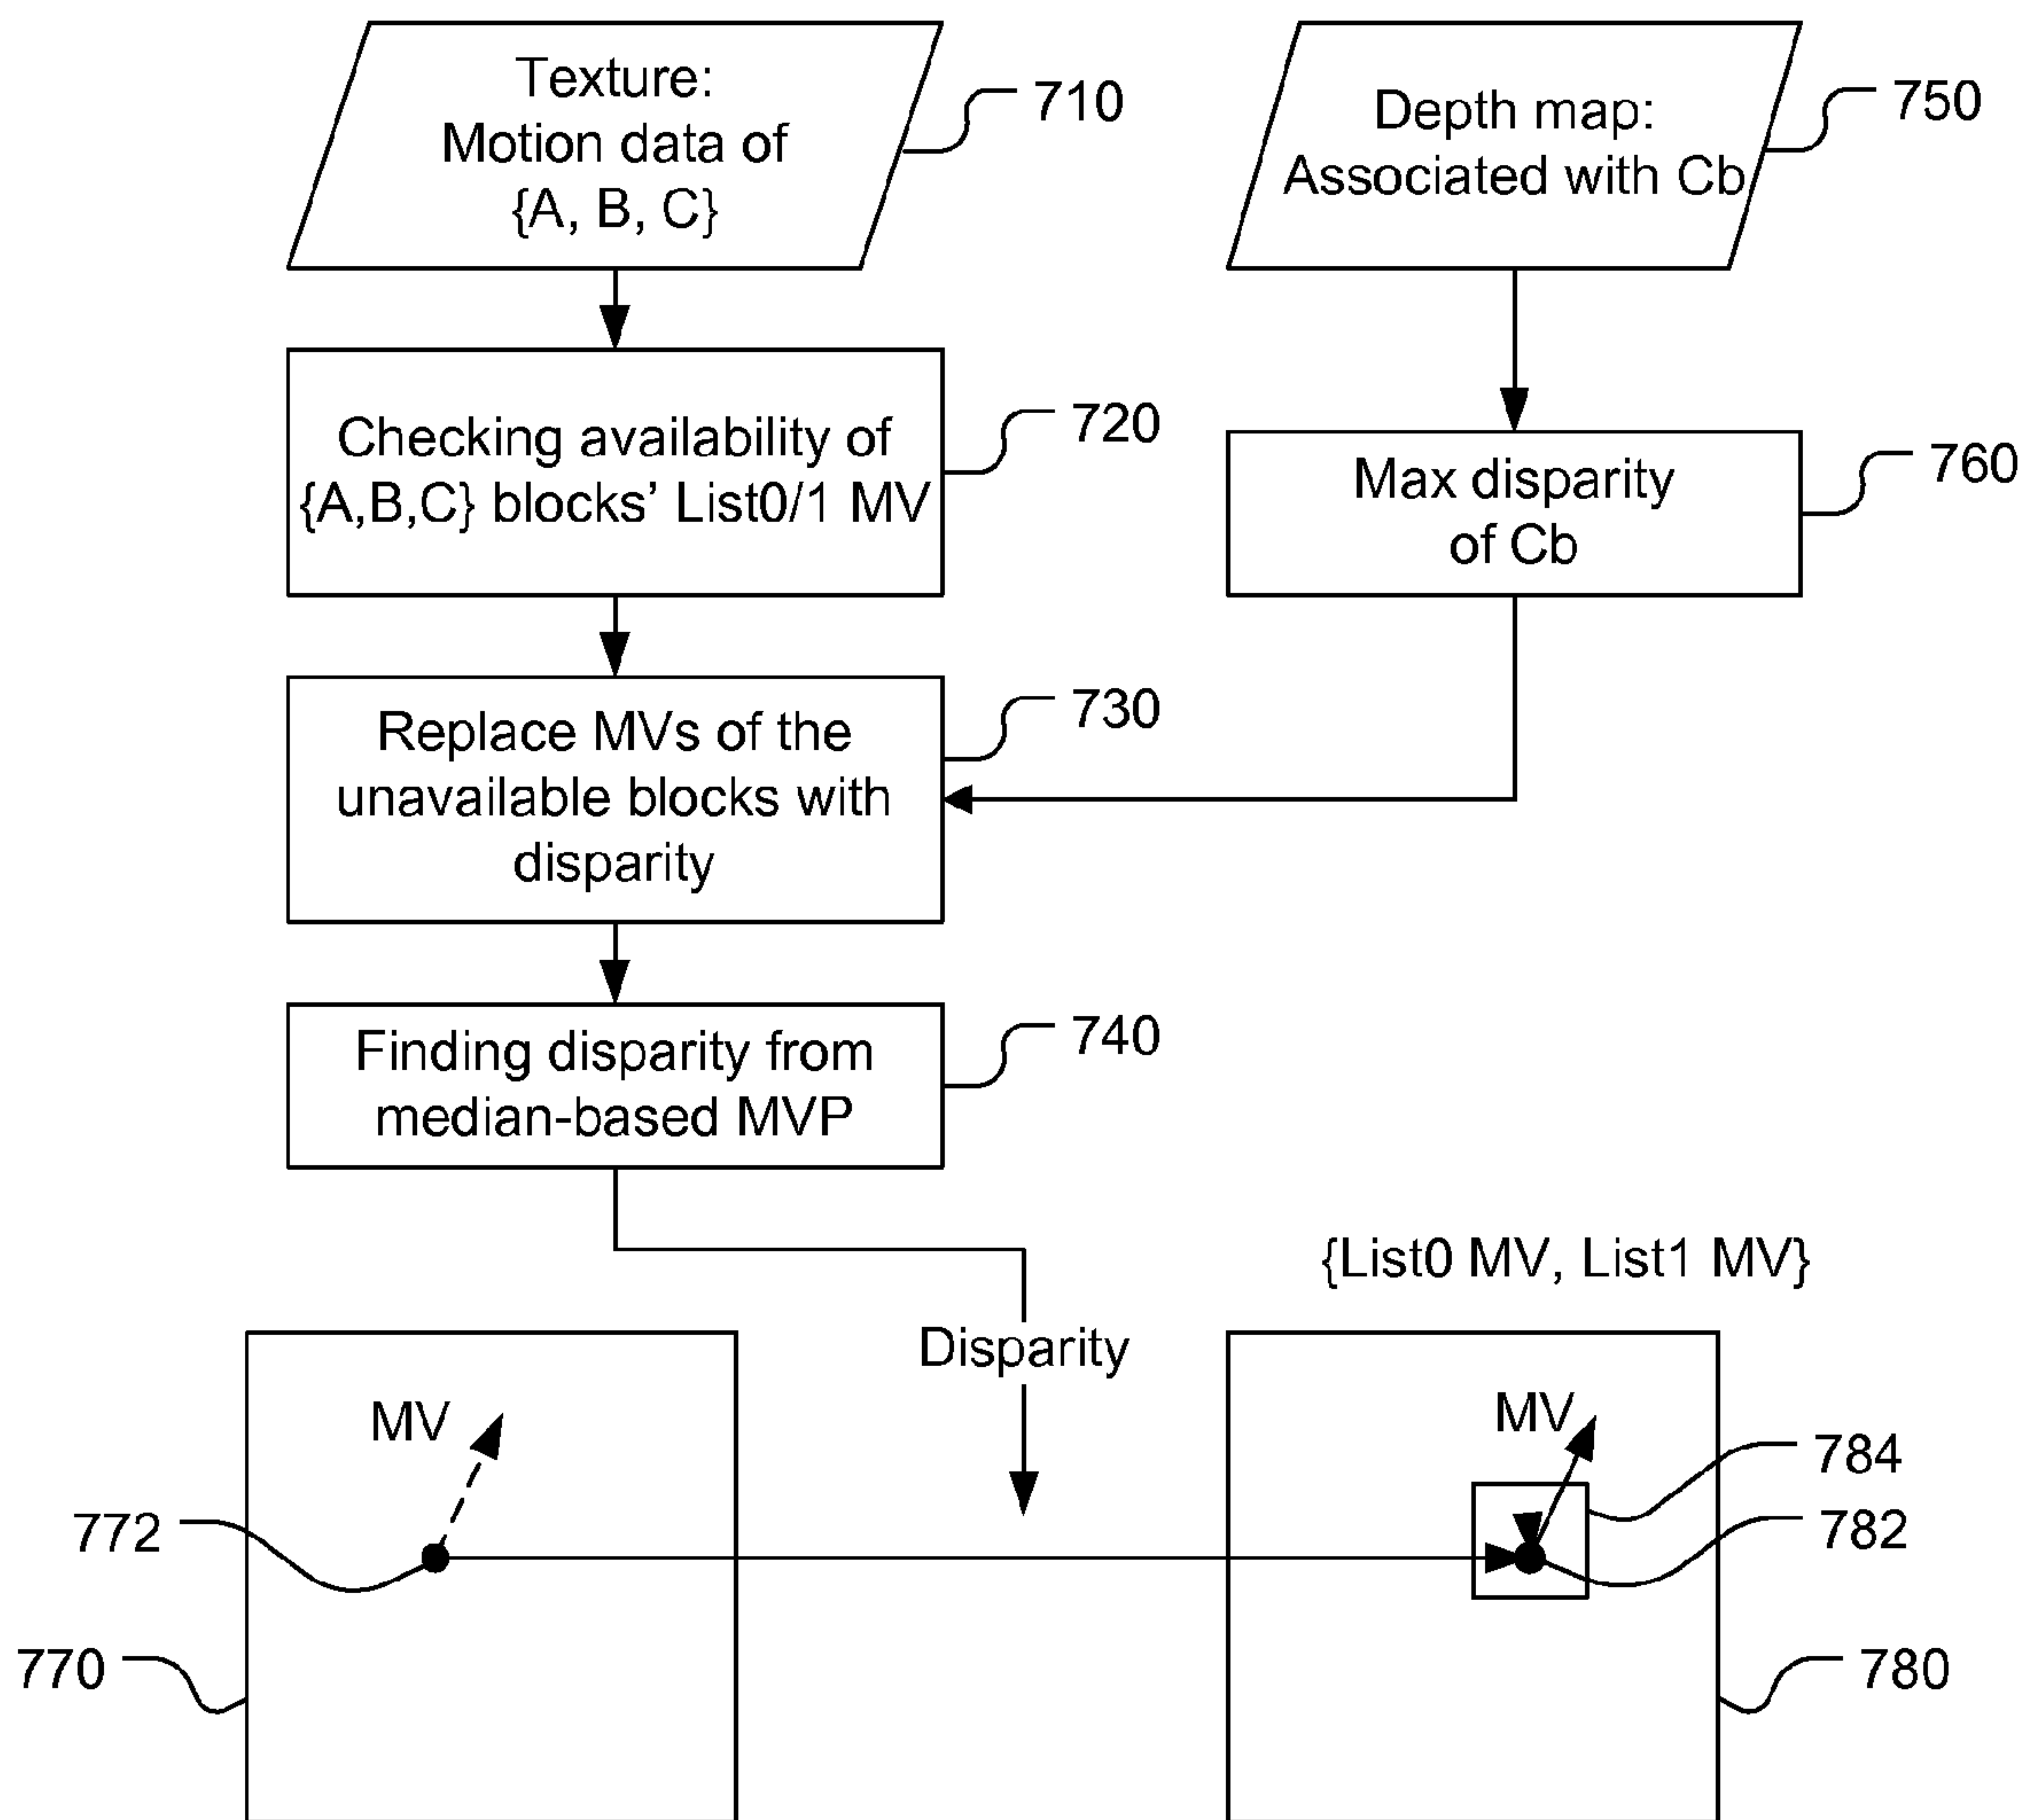 Texture:
Motion data of
{A, B, C}
710
Depth map:
Associated with Cb
750
Checking availability of
{A,B,C} blocks’ List0/1 MV
720
Max disparity
of Cb
760
Replace MVs of the
unavailable blocks with
disparity
730
Finding disparity from
median-based MVP
740
{List0 MV, List1 MV}
Disparity
MV
MV
784
772
782
770
780